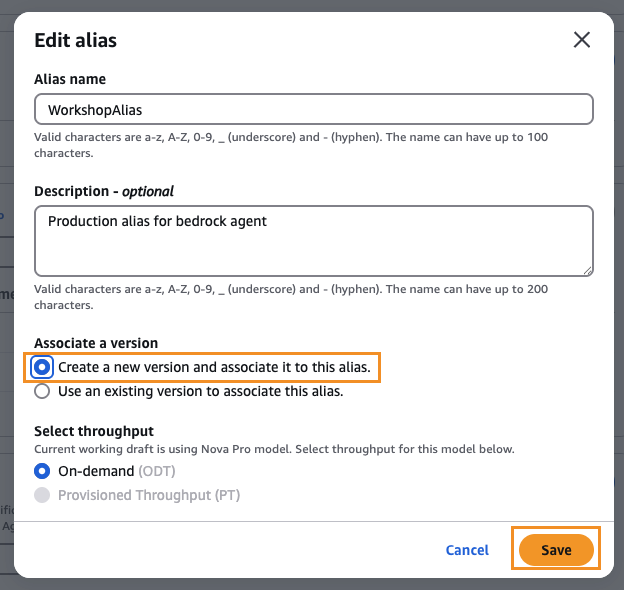 Edit alias
Alias name
WorkshopAlias
Valid characters are a-z, A-Z, 0-9, _ (underscore) and - (hyphen). The name can have up to 100
characters.
Description - optional
Production alias for bedrock agent
Valid characters are a-z, A-Z, 0-9, _ (underscore) and - (hyphen). The name can have up to 200
characters.
Associate a version
Create a new version and associate it to this alias.
Use an existing version to associate this alias.
Select throughput
Current working draft is using Nova Pro model. Select throughput for this model below.
On-demand (ODT)
Provisioned Throughput (PT)
Cancel
Save